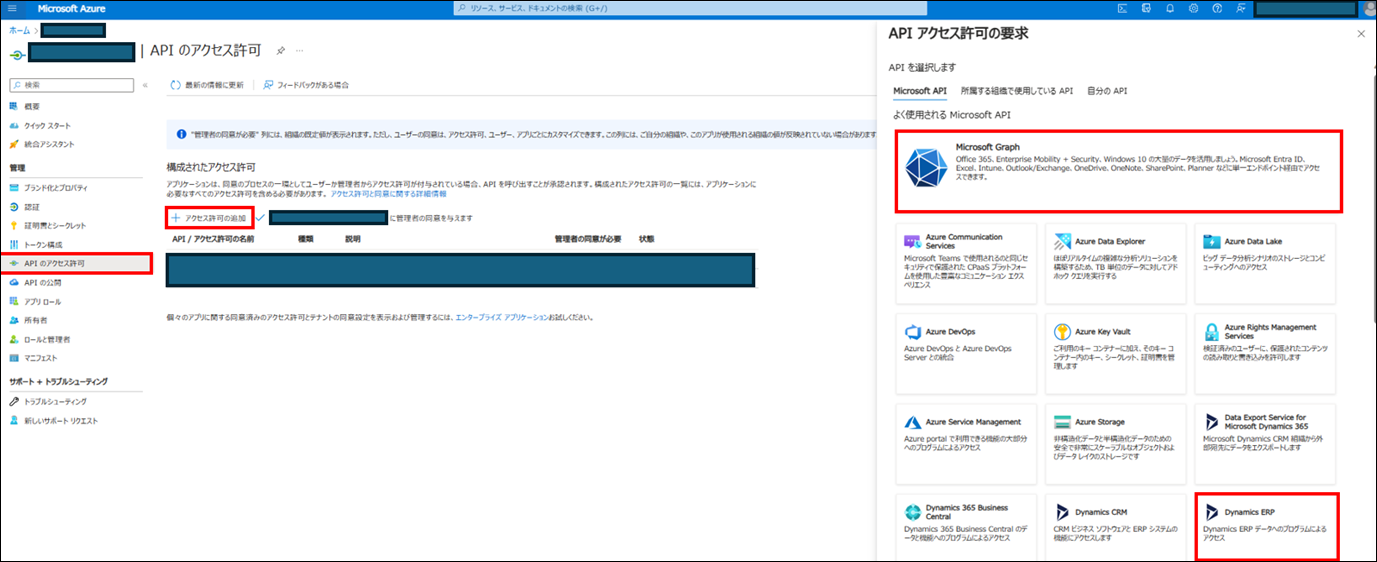 Microsoft Azure
リソース、サービス、ドキュメントの検索 (G+/)
ホーム >
| API のアクセス許可
検索
概要
クイック スタート
統合アシスタント
管理
ブランド化とプロパティ
認証
証明書とシークレット
トークン構成
API のアクセス許可
API の公開
アプリ ロール
所有者
ロールと管理者
マニフェスト
サポート + トラブルシューティング
トラブルシューティング
新しいサポート リクエスト
最新の情報に更新
フィードバックがある場合
"管理者の同意が必要" 列には、組織の既定値が表示されます。ただし、ユーザーの同意は、アクセス許可、ユーザー、アプリごとにカスタマイズできます。この列には、ご自分の組織や、このアプリが使用される組織の値が反映されていない場合があります
構成されたアクセス許可
アプリケーションは、同意のプロセスの一環としてユーザーか管理者からアクセス許可が付与されている場合、API を呼び出すことが承認されます。構成されたアクセス許可の一覧には、アプリケーションに
必要なすべてのアクセス許可を含める必要があります。 アクセス許可と同意に関する詳細情報
アクセス許可の追加
に管理者の同意を与えます
API / アクセス許可の名前 種類 説明 管理者の同意が必要 状態
個々のアプリに関する同意済みのアクセス許可とテナントの同意設定を表示および管理するには、エンタープライズ アプリケーションお試しください。
API アクセス許可の要求
API を選択します
Microsoft API 所属する組織で使用している API 自分の API
よく使用される Microsoft API
Microsoft Graph
Office 365、Enterprise Mobility + Security、Windows 10 の大量のデータを活用しましょう。Microsoft Entra ID、
Excel、Intune、Outlook/Exchange、OneDrive、OneNote、SharePoint、Planner などに単一エンドポイント経由でアクセス
できます。
Azure Communication
Services
Microsoft Teams で使用されるのと同じセ
キュリティで保護された CPaaS プラットフォー
ムを使用した豊富なコミュニケーション エクス
ペリエンス
Azure Data Explorer
ほぼリアルタイムの複雑な分析ソリューションを
構築するため、TB 単位のデータに対してアド
ホック クエリを実行する
Azure Data Lake
ビッグ データ分析シナリオのストレージとコンピ
ューティングへのアクセス
Azure DevOps
Azure DevOps と Azure DevOps
Server との統合
Azure Key Vault
ご利用のキー コンテナーに加え、そのキー コ
ンテナー内のキー、シークレット、証明書を管
理します
Azure Rights Management
Services
検証済みのユーザーに、保護されたコンテンツ
の読み取りと書き込みを許可します
Azure Service Management
Azure portal で利用できる機能の大部分
へのプログラムによるアクセス
Azure Storage
非構造化データと半構造化データのための
安全で非常にスケーラブルなオブジェクトおよ
びデータ レイクのストレージです
Data Export Service for
Microsoft Dynamics 365
Microsoft Dynamics CRM 組織から外
部宛先にデータをエクスポートします
Dynamics 365 Business
Central
Dynamics 365 Business Central のデ
ータと機能へのプログラムによるアクセス
Dynamics CRM
CRM ビジネス ソフトウェアと ERP システムの
機能にアクセスします
Dynamics ERP
Dynamics ERP データへのプログラムによる
アクセス